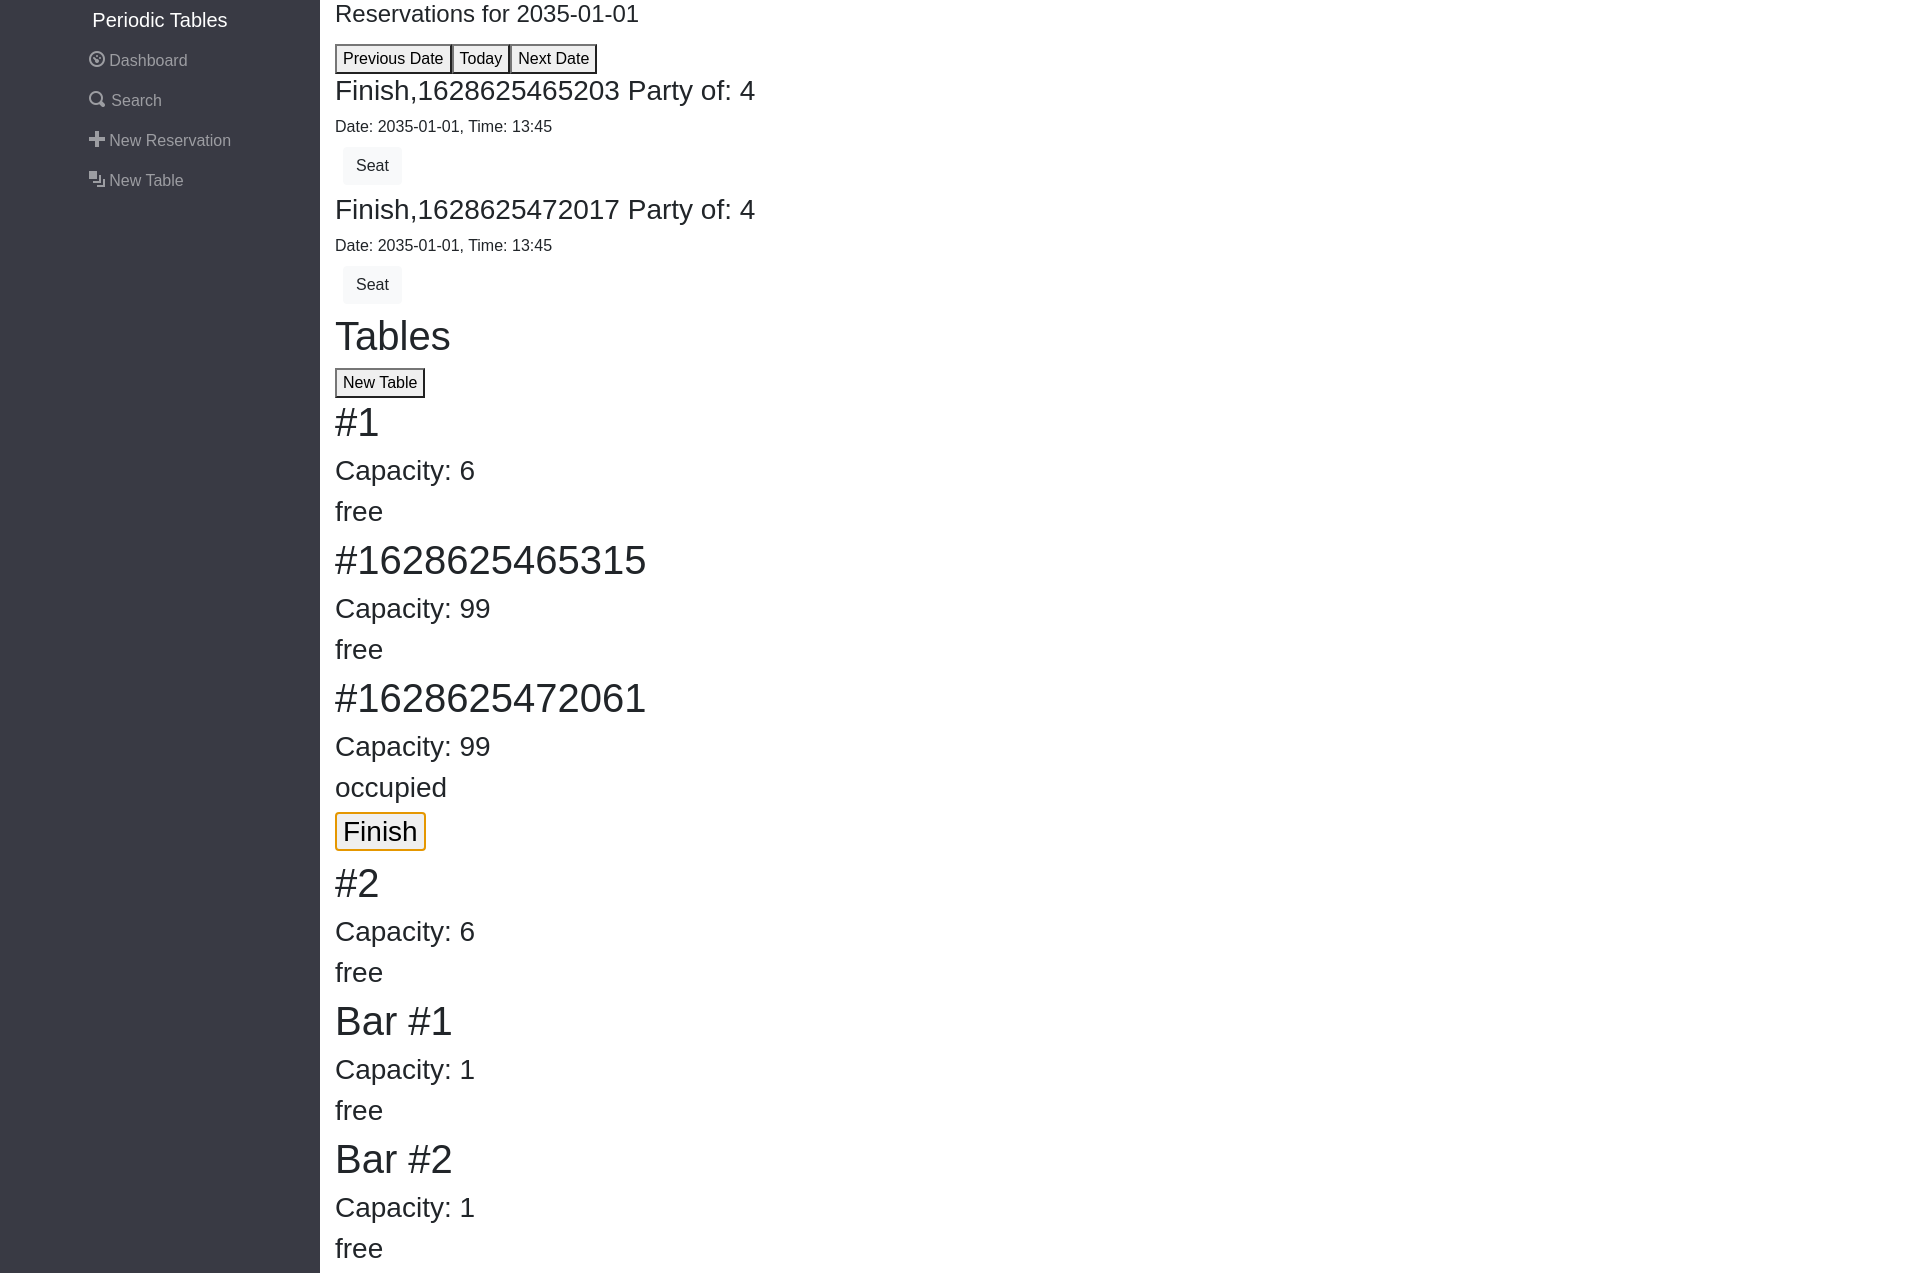 Periodic Tables
Dashboard
Search
New Reservation
New Table
Reservations for 2035-01-01
Previous Date Today Next Date
Finish,1628625465203 Party of: 4
Date: 2035-01-01, Time: 13:45
Seat
Finish,1628625472017 Party of: 4
Date: 2035-01-01, Time: 13:45
Seat
Tables
New Table
#1
Capacity: 6
free
#1628625465315
Capacity: 99
free
#1628625472061
Capacity: 99
occupied
Finish
#2
Capacity: 6
free
Bar #1
Capacity: 1
free
Bar #2
Capacity: 1
free